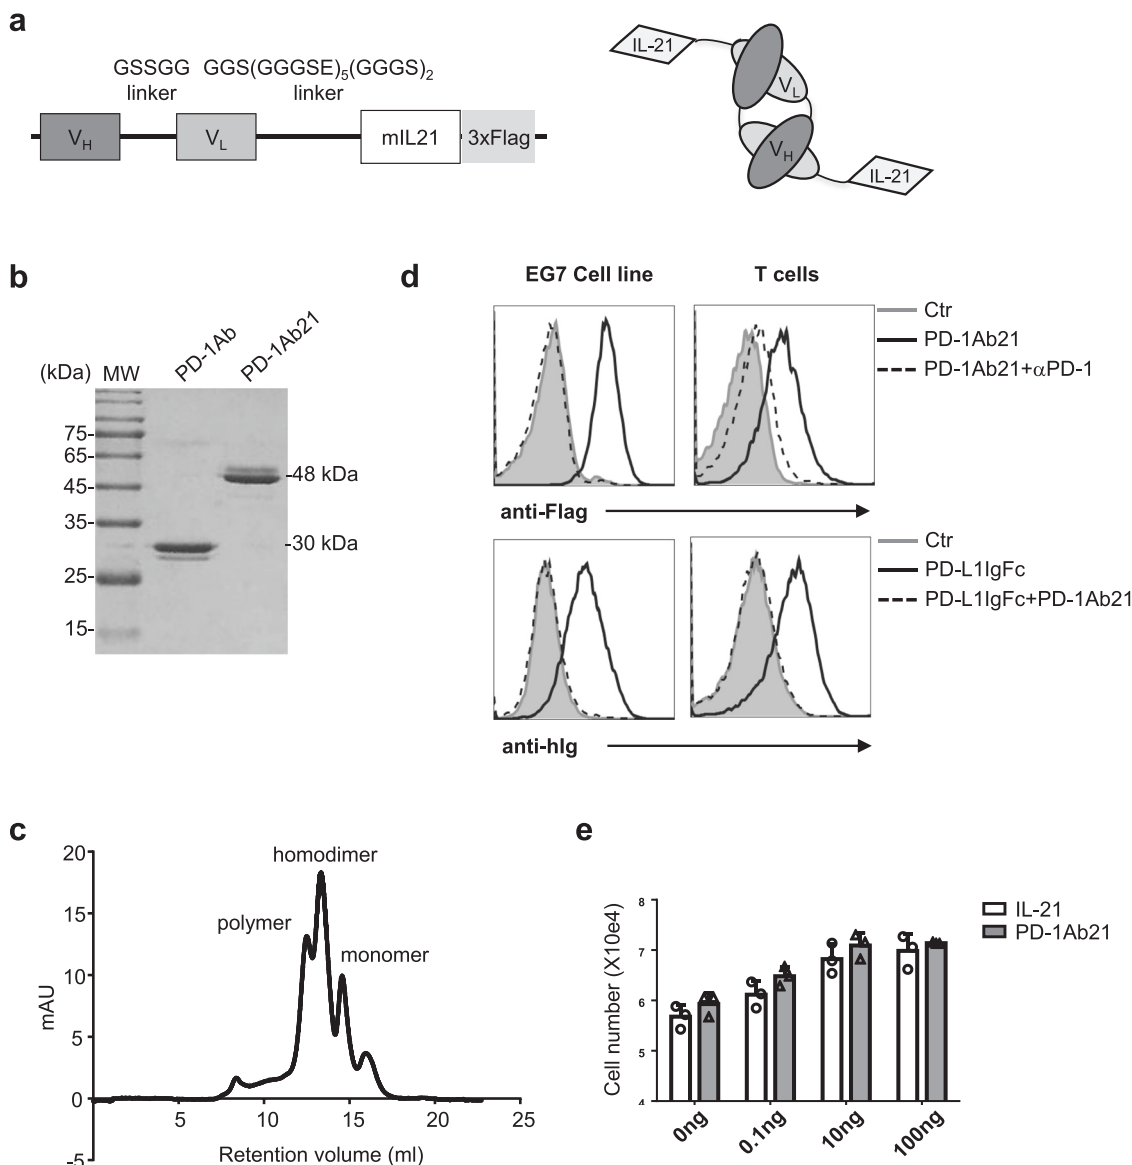 a
GSSGG GGS(GGGSE)5(GGGS)2
linker linker
VH VL mIL21 3xFlag
IL-21
VL
VH
IL-21
b
(kDa) MW PD-1Ab PD-1Ab21
75-
65-
-48 kDa
45-
35-
-30 kDa
25-
15-
d
EG7 Cell line T cells
Ctr
PD-1Ab21
PD-1Ab21+αPD-1
anti-Flag
Ctr
PD-L1IgFc
PD-L1IgFc+PD-1Ab21
anti-hIg
c
20
homodimer
15
polymer
monomer
10
mAU
5
0
5 10 15 20 25
Retention volume (ml)
-5
e
8
IL-21
PD-1Ab21
7
6
5
4
Cell number (X10e4)
0ng 0.1ng 10ng 100ng